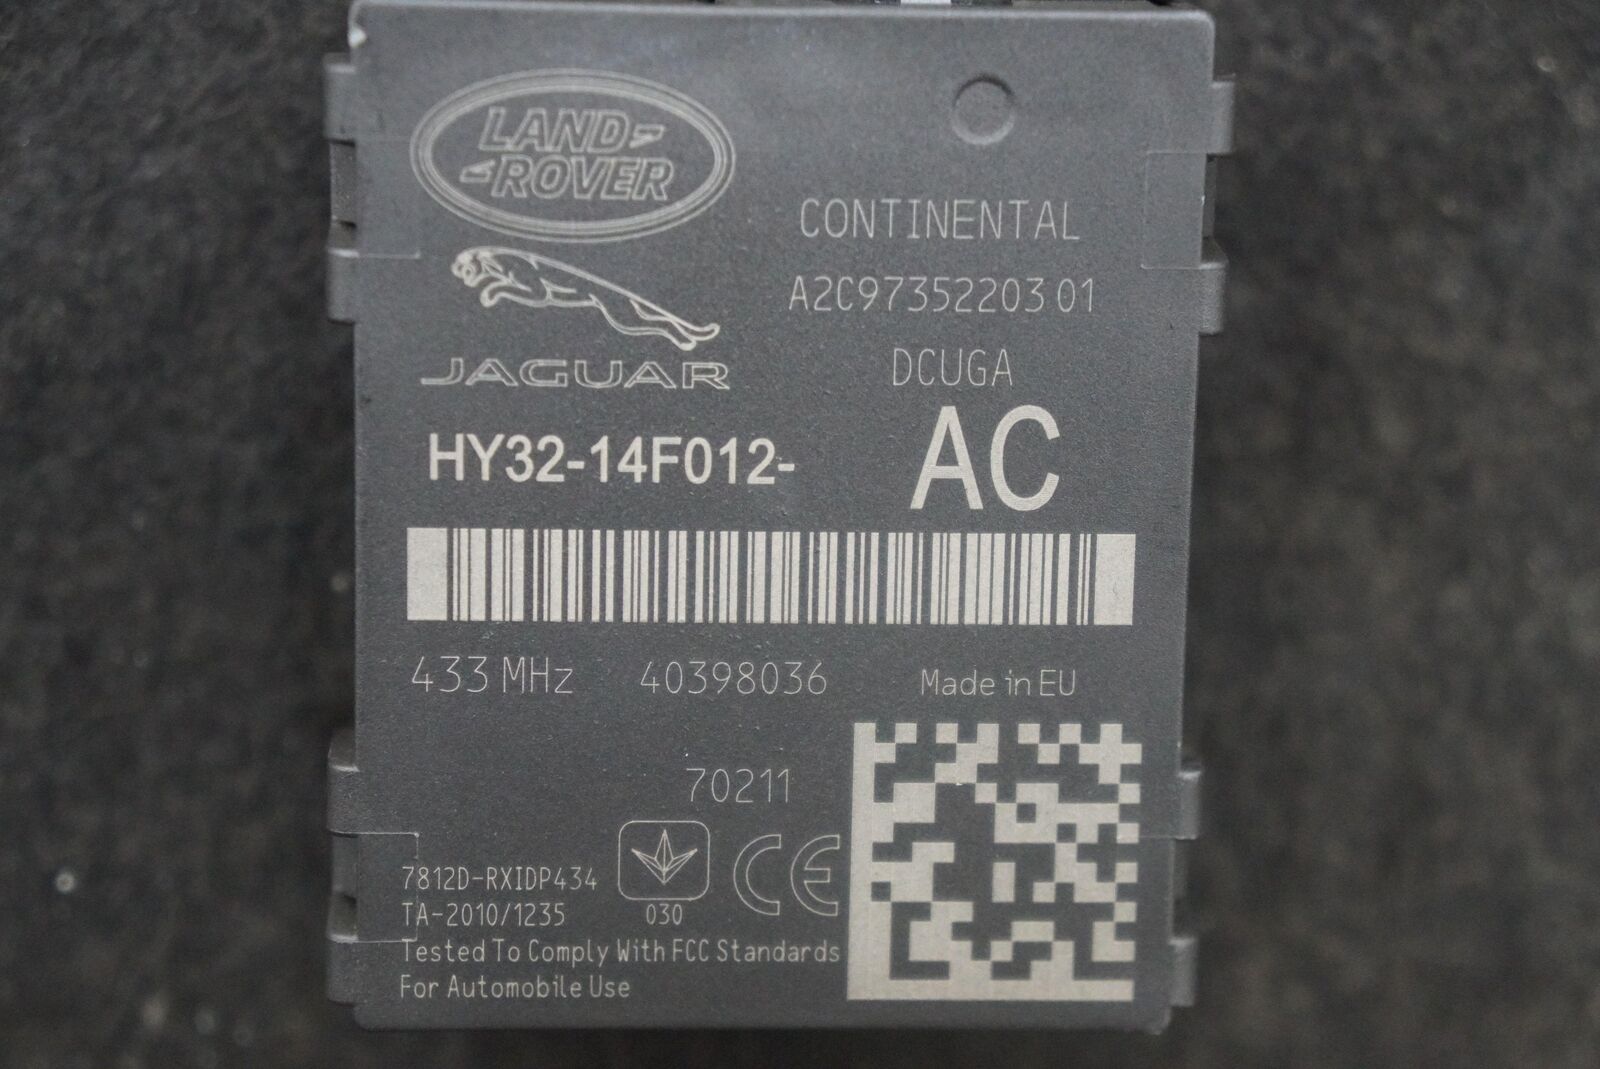 LAND
ROVER
JAGUAR
CONTINENTAL
A2C97352203 01
DCUGA
HY32-14F012- AC
433 MHz 40398036 Made in EU
70211
7812D-RXIDP434
TA-2010/1235
030
CE
Tested To Comply With FCC Standards
For Automobile Use